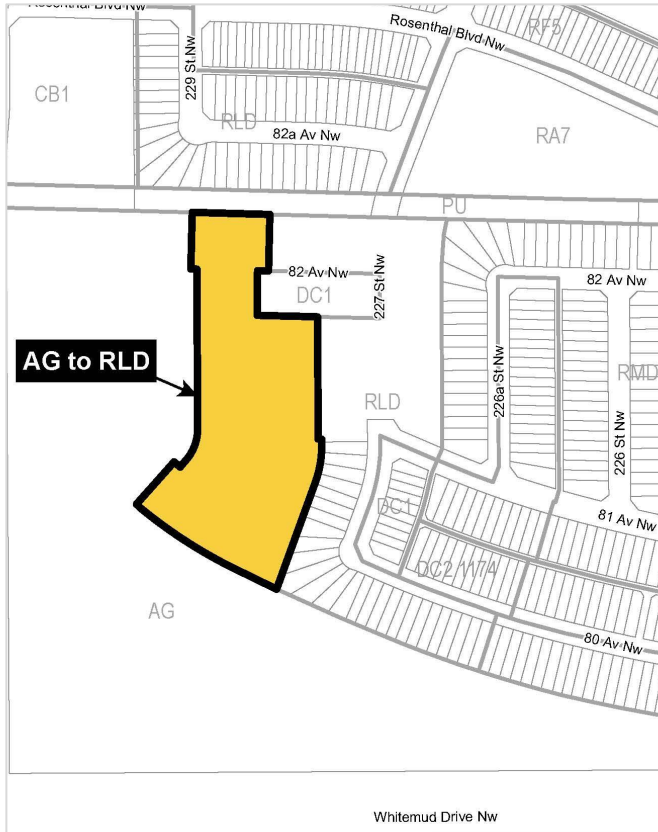 Rosenthal Blvd Nw
Rosenthal Blvd Nw
RF5
229 St Nw
CB1
RLD
82a Av Nw
RA7
PU
82 Av Nw
DC1
227 St Nw
82 Av Nw
AG to RLD
RLD
226a St Nw
RMD
226 St Nw
DC1
81 Av Nw
DC2 1174
AG
80 Av Nw
Whitemud Drive Nw